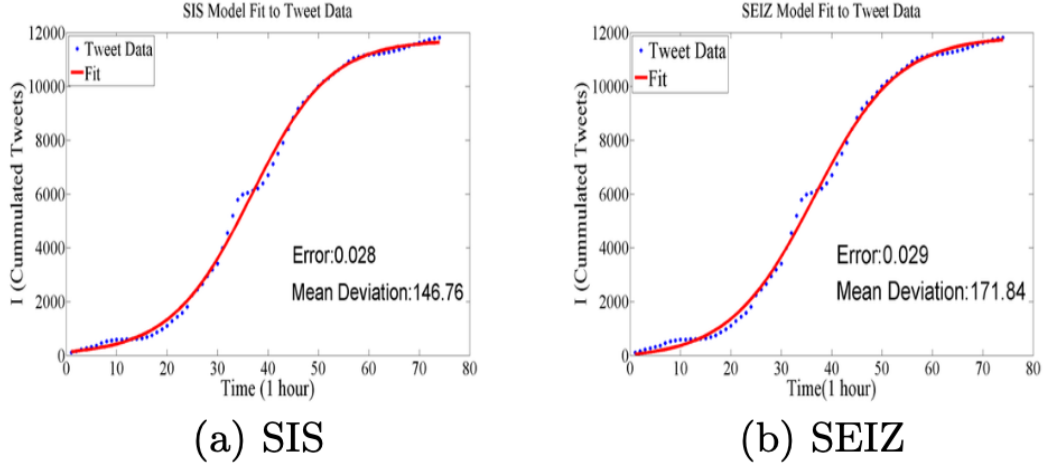 SIS Model Fit to Tweet Data
12000
10000
8000
6000
4000
2000
0
I (Cummulated Tweets)
Tweet Data
Fit
Error:0.028
Mean Deviation:146.76
0 10 20 30 40 50 60 70 80
Time (1 hour)
(a) SIS
SEIZ Model Fit to Tweet Data
12000
10000
8000
6000
4000
2000
0
I (Cummulated Tweets)
Tweet Data
Fit
Error:0.029
Mean Deviation:171.84
0 10 20 30 40 50 60 70 80
Time(1 hour)
(b) SEIZ